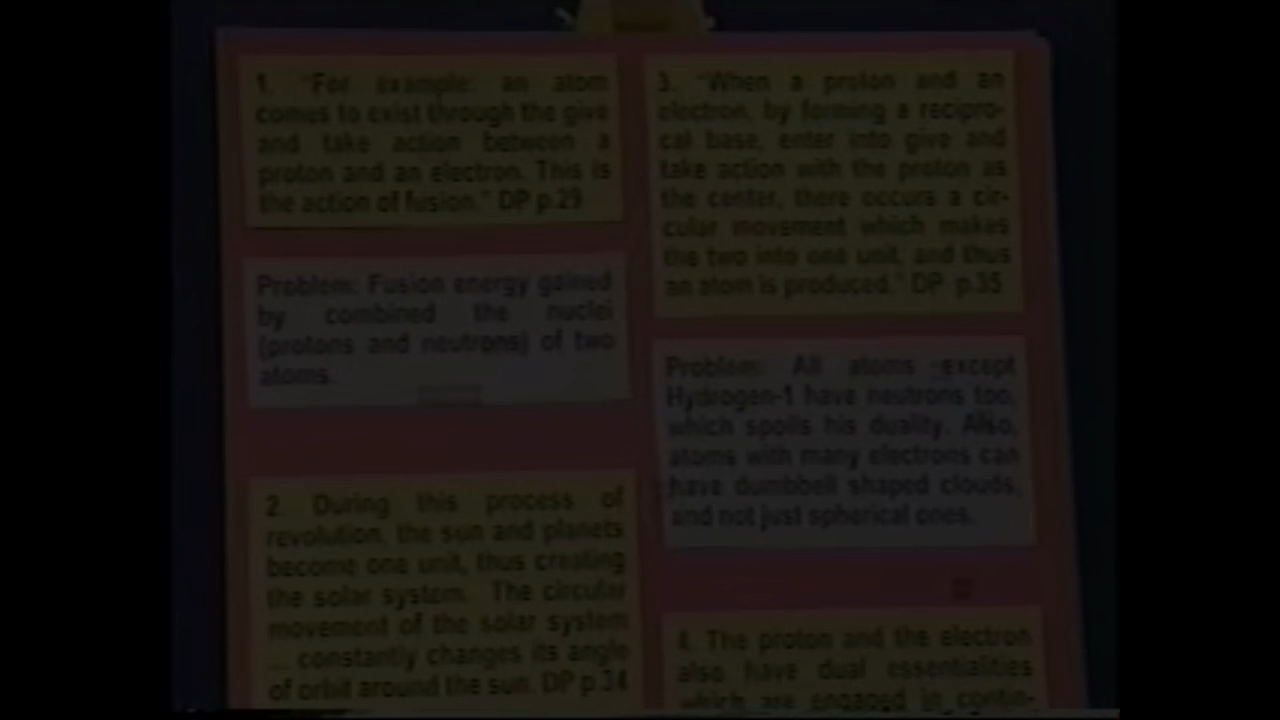 1. "For example: an atom
comes to exist through the give
and take action between a
proton and an electron. This is
the action of fusion." DP p.29
Problem: Fusion energy gained
by combined the nuclei
(protons and neutrons) of two
atoms.
2. During this process of
revolution, the sun and planets
become one unit, thus creating
the solar system. The circular
movement of the solar system
... constantly changes its angle
of orbit around the sun. DP p.34
3. "When a proton and an
electron, by forming a recipro-
cal base, enter into give and
take action with the proton as
the center, there occurs a cir-
cular movement which makes
the two into one unit, and thus
an atom is produced." DP p.35
Problem: All atoms except
Hydrogen-1 have neutrons too,
which spoils his duality. Also,
atoms with many electrons can
have dumbbell shaped clouds,
and not just spherical ones.
4. The proton and the electron
also have dual essentialities
which are engaged in contin-